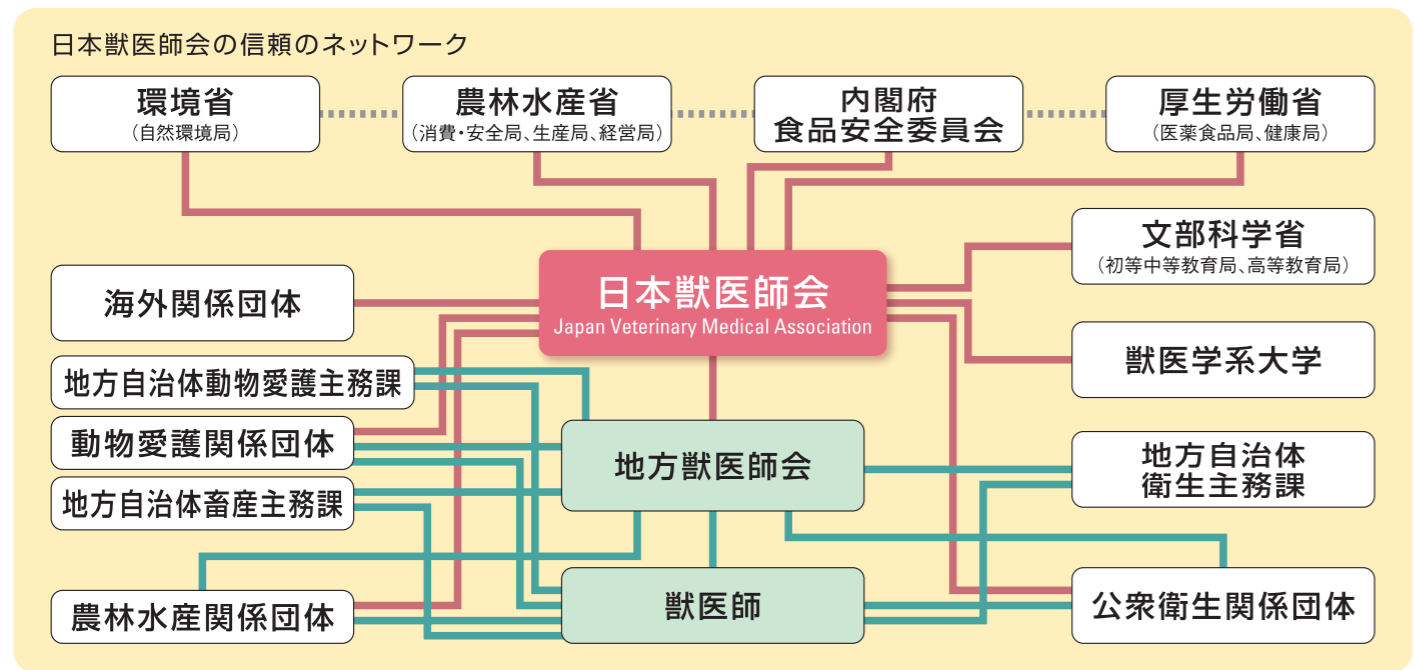 日本獣医師会の信頼のネットワーク
環境省
（自然環境局）
農林水産省
（消費・安全局、生産局、経営局）
内閣府
食品安全委員会
厚生労働省
（医薬食品局、健康局）
文部科学省
（初等中等教育局、高等教育局）
日本獣医師会
Japan Veterinary Medical Association
海外関係団体
獣医学系大学
地方自治体動物愛護主務課
動物愛護関係団体
地方獣医師会
地方自治体
衛生主務課
地方自治体畜産主務課
農林水産関係団体
獣医師
公衆衛生関係団体